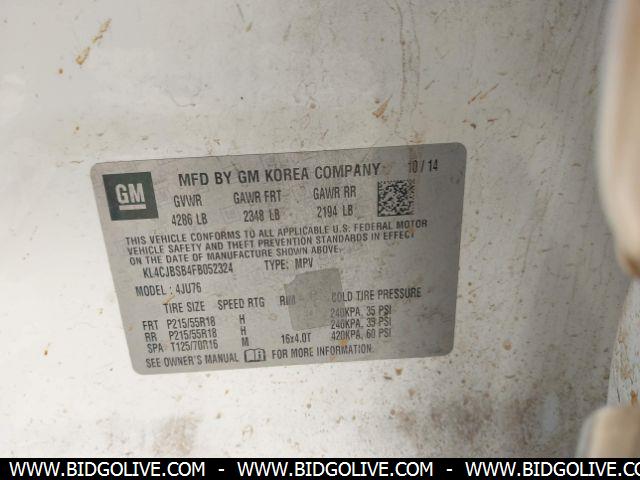 GM
MFD BY GM KOREA COMPANY 10/14
GVWR GAWR FRT GAWR RR
4286 LB 2348 LB 2194 LB
THIS VEHICLE CONFORMS TO ALL APPLICABLE U.S. FEDERAL MOTOR
VEHICLE SAFETY AND THEFT PREVENTION STANDARDS IN EFFECT
ON THE DATE OF MANUFACTURE SHOWN ABOVE.
KL4CJBSB4FB052324 TYPE: MPV
MODEL: 4JU76
TIRE SIZE SPEED RTG RIM COLD TIRE PRESSURE
FRT P215/55R18 H 240KPA, 35 PSI
RR P215/55R18 H 240KPA, 35 PSI
SPA T125/70R16 M 16x4.0T 420KPA, 60 PSI
SEE OWNER'S MANUAL FOR MORE INFORMATION.
WWW.BIDGOLIVE.COM - WWW.BIDGOLIVE.COM - WWW.BIDGOLIVE.COM